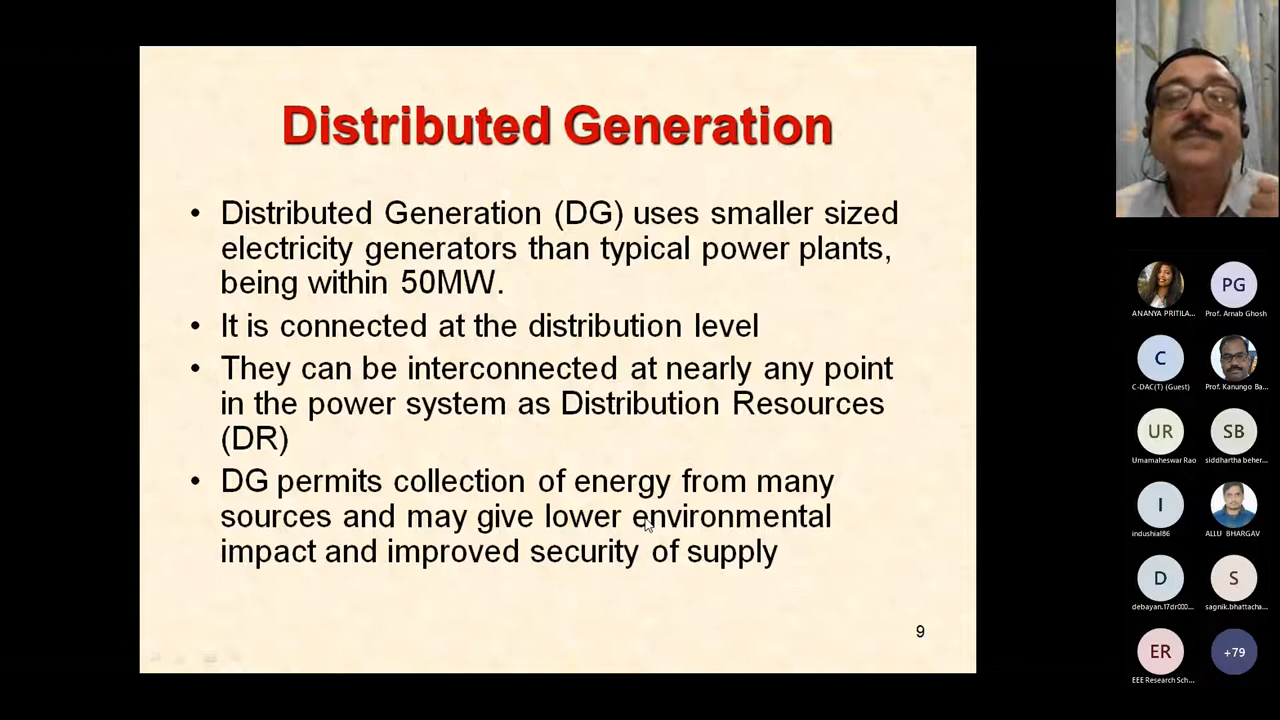 Distributed Generation
• Distributed Generation (DG) uses smaller sized
electricity generators than typical power plants,
being within 50MW.
• It is connected at the distribution level
• They can be interconnected at nearly any point
in the power system as Distribution Resources
(DR)
• DG permits collection of energy from many
sources and may give lower environmental
impact and improved security of supply
9
PG
ANANYA PRITILA...
Prof. Arnab Ghosh
C
C-DAC(T) (Guest)
Prof. Kanungo Ba...
UR
SB
Umamaheswar Rao
siddhartha beher...
I
indushial86
ALLU BHARGAV
D
S
debayan.17dr000...
sagnik.bhattacha...
ER
+79
EEE Research Sch...